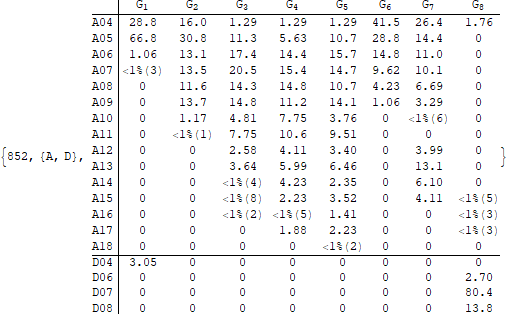 G1 G2 G3 G4 G5 G6 G7 G8
A04 28.8 16.0 1.29 1.29 1.29 41.5 26.4 1.76
A05 66.8 30.8 11.3 5.63 10.7 28.8 14.4 0
A06 1.06 13.1 17.4 14.4 15.7 14.8 11.0 0
A07 <1%(3) 13.5 20.5 15.4 14.7 9.62 10.1 0
A08 0 11.6 14.3 14.8 10.7 4.23 6.69 0
A09 0 13.7 14.8 11.2 14.1 1.06 3.29 0
A10 0 1.17 4.81 7.75 3.76 0 <1%(6) 0
A11 0 <1%(1) 7.75 10.6 9.51 0 0 0
{852, {A, D}, A12 0 0 2.58 4.11 3.40 0 3.99 0 }
A13 0 0 3.64 5.99 6.46 0 13.1 0
A14 0 0 <1%(4) 4.23 2.35 0 6.10 0
A15 0 0 <1%(8) 2.23 3.52 0 4.11 <1%(5)
A16 0 0 <1%(2) <1%(5) 1.41 0 0 <1%(3)
A17 0 0 0 1.88 2.23 0 0 <1%(3)
A18 0 0 0 0 <1%(2) 0 0 0
D04 3.05 0 0 0 0 0 0 0
D06 0 0 0 0 0 0 0 2.70
D07 0 0 0 0 0 0 0 80.4
D08 0 0 0 0 0 0 0 13.8